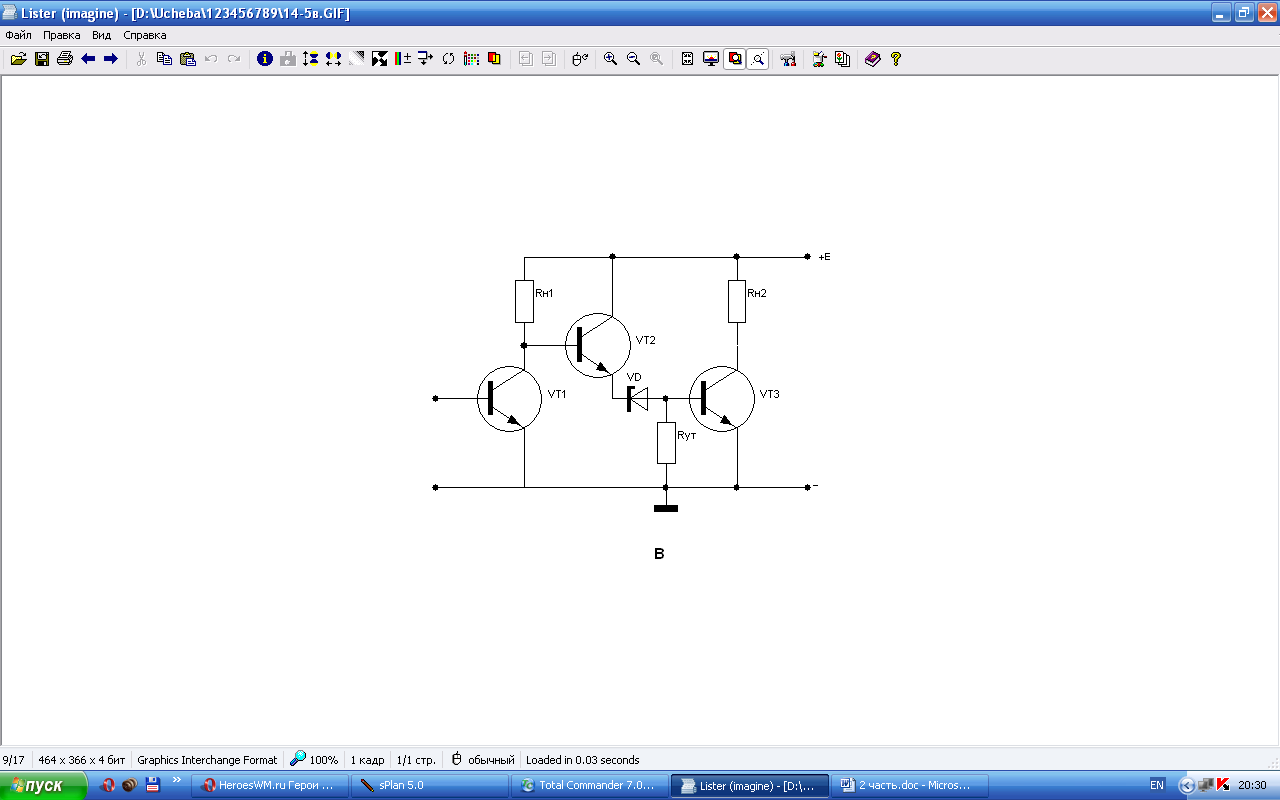 Lister (imagine) - [D:\Ucheba\123456789\14-5в.GIF]
Файл Правка Вид Справка
+E
Rн1
Rн2
VT2
VD
VT1
VT3
Rут
-
В
9/17 464 x 366 x 4 бит Graphics Interchange Format 100% 1 кадр 1/1 стр. обычный Loaded in 0.03 seconds
пуск » HeroesWM.ru Герои ... sPlan 5.0 Total Commander 7.0... Lister (imagine) - [D:\... 2 часть.doc - Micros... EN 20:30